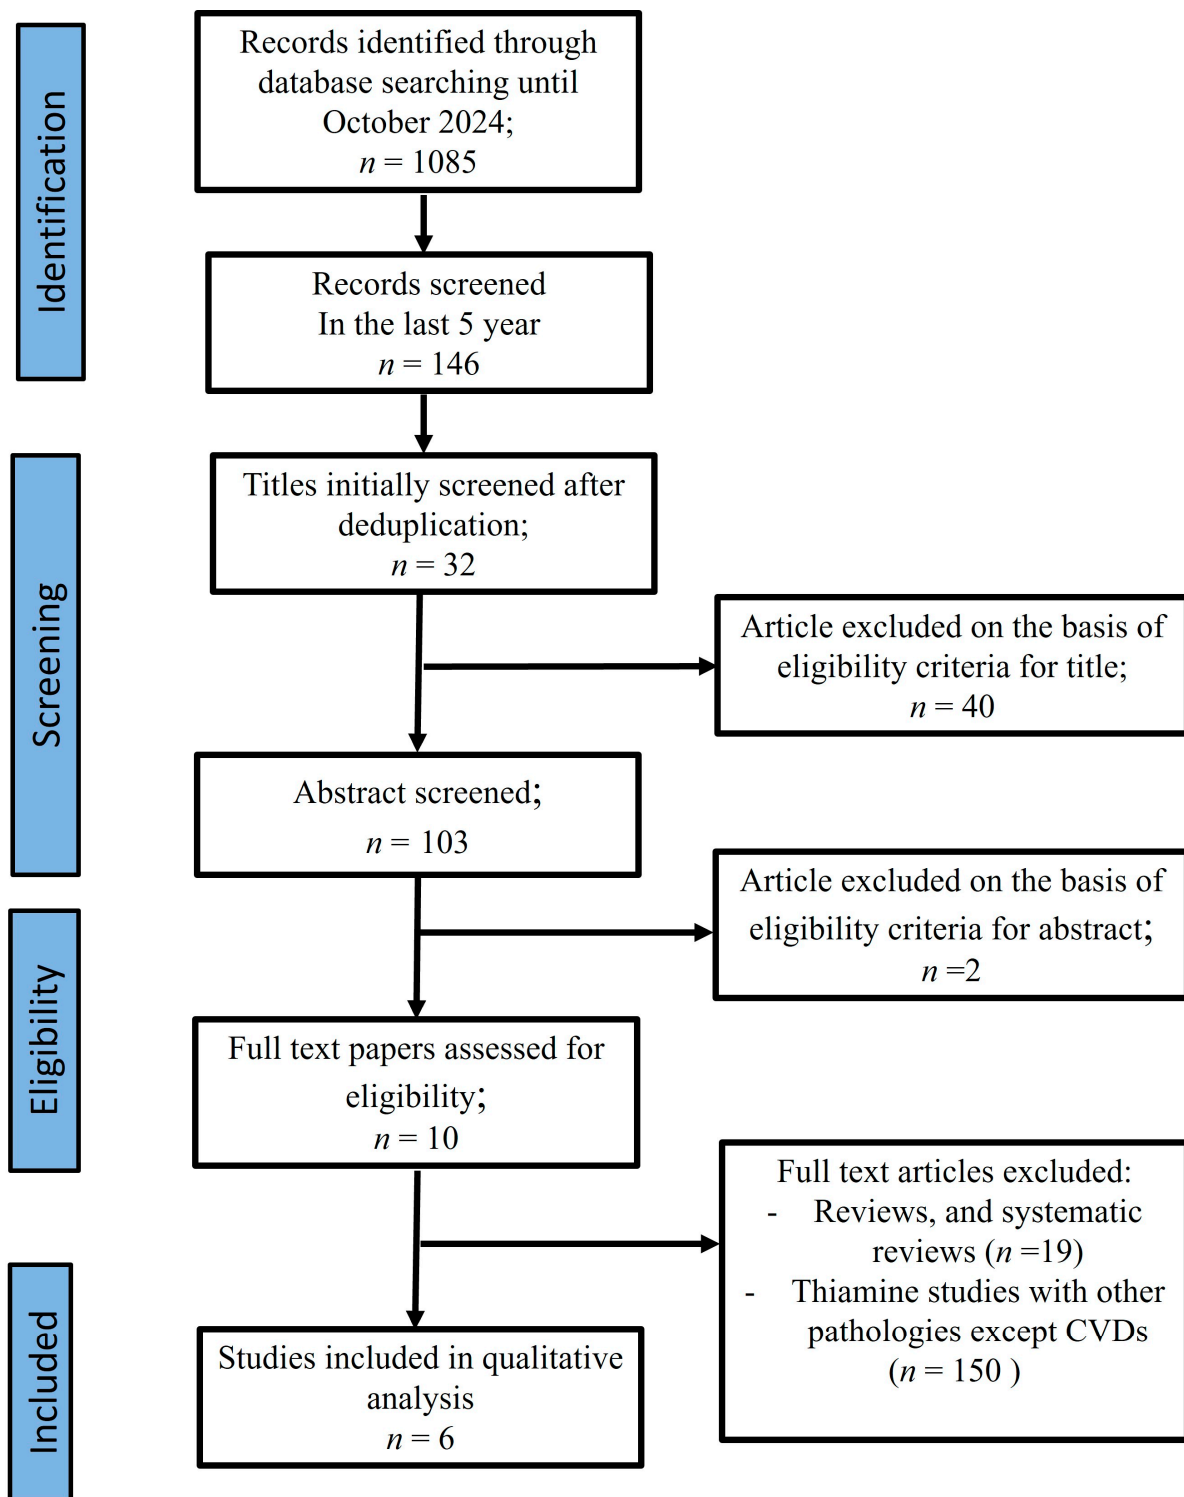 Identification
Records identified through
database searching until
October 2024;
n = 1085
Records screened
In the last 5 year
n = 146
Screening
Titles initially screened after
deduplication;
n = 32
Article excluded on the basis of
eligibility criteria for title;
n = 40
Abstract screened;
n = 103
Article excluded on the basis of
eligibility criteria for abstract;
n =2
Eligibility
Full text papers assessed for
eligibility;
n = 10
Full text articles excluded:
- Reviews, and systematic
reviews (n =19)
- Thiamine studies with other
pathologies except CVDs
(n = 150 )
Included
Studies included in qualitative
analysis
n = 6